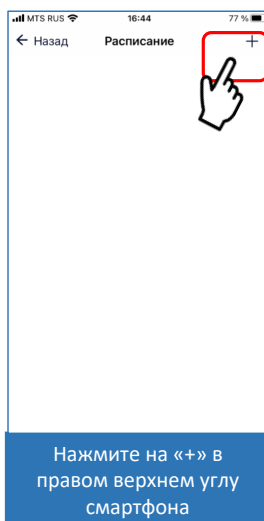 MTS RUS 16:44 77 %
← Назад Расписание +
Нажмите на «+» в
правом верхнем углу
смартфона